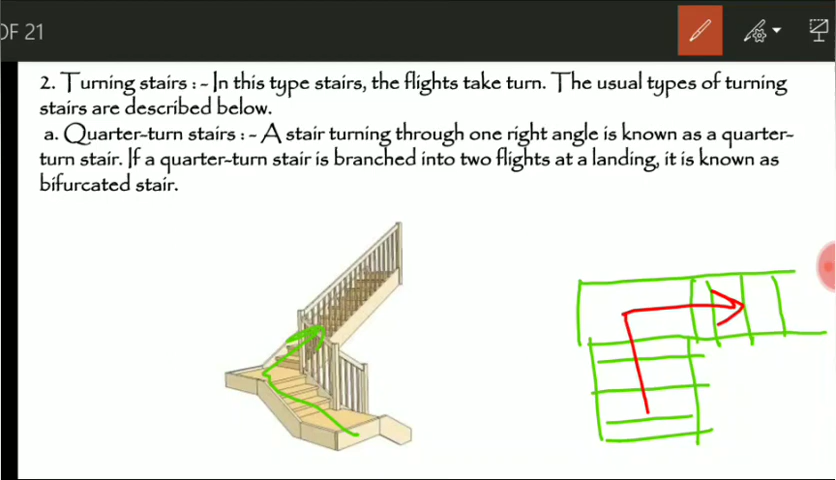 OF 21
2. Turning stairs : - In this type stairs, the flights take turn. The usual types of turning
stairs are described below.
a. Quarter-turn stairs : - A stair turning through one right angle is known as a quarter-
turn stair. If a quarter-turn stair is branched into two flights at a landing, it is known as
bifurcated stair.